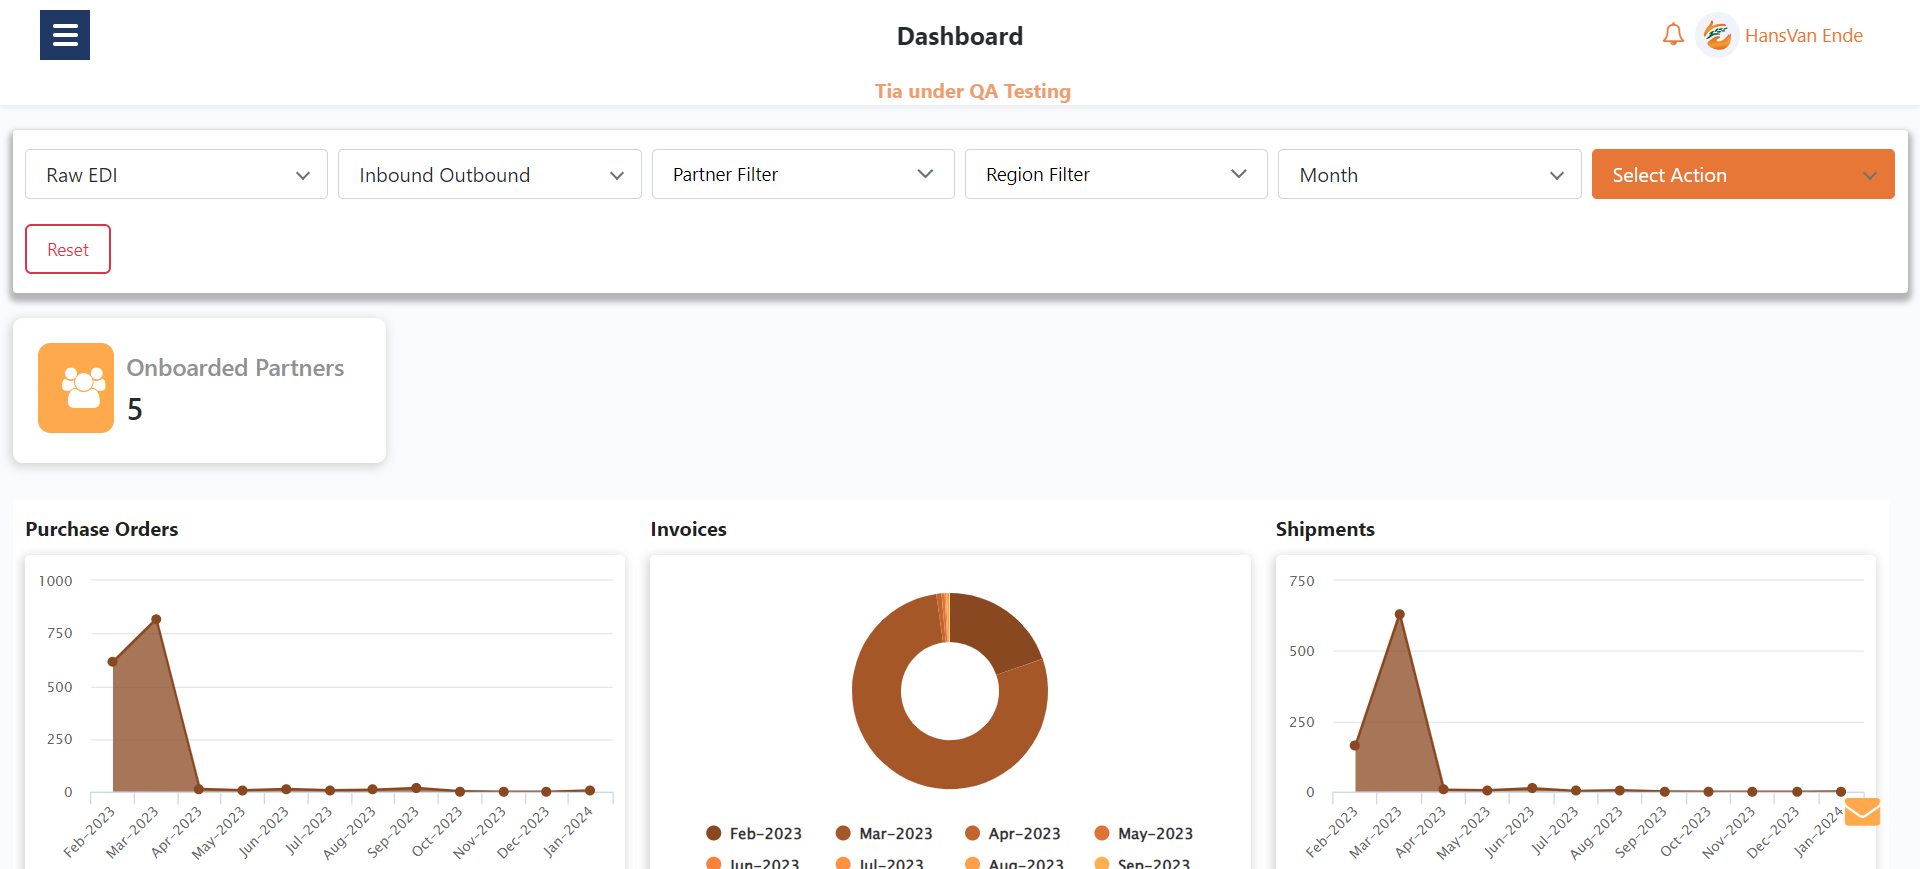 Dashboard
HansVan Ende
Tia under QA Testing
Raw EDI
Inbound Outbound
Partner Filter
Region Filter
Month
Select Action
Reset
Onboarded Partners
5
Purchase Orders
1000
750
500
250
0
Feb-2023
Mar-2023
Apr-2023
May-2023
Jun-2023
Jul-2023
Aug-2023
Sep-2023
Oct-2023
Nov-2023
Dec-2023
Jan-2024
Invoices
Feb-2023
Mar-2023
Apr-2023
May-2023
Jun-2023
Jul-2023
Aug-2023
Sep-2023
Shipments
750
500
250
0
Feb-2023
Mar-2023
Apr-2023
May-2023
Jun-2023
Jul-2023
Aug-2023
Sep-2023
Oct-2023
Nov-2023
Dec-2023
Jan-2024